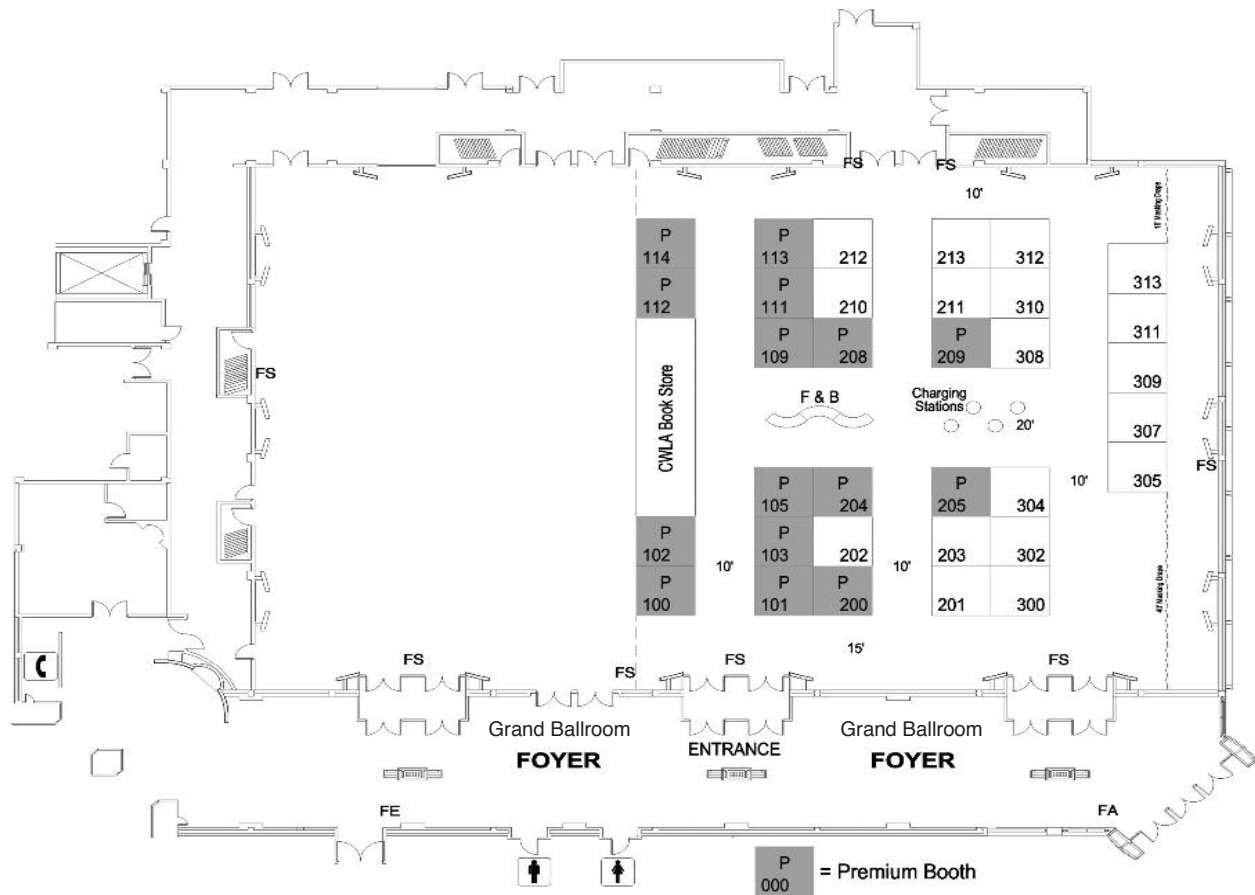 FS
FS
10'
10' Masking Drape
P
114
P
113
212
213
312
313
P
112
P
111
210
211
310
311
P
109
P
208
P
209
308
309
FS
CWLA Book Store
F & B
Charging
Stations
20'
307
FS
305
10'
P
105
P
204
P
205
304
P
102
P
103
202
203
302
10'
10'
P
100
P
101
P
200
201
300
15'
FS
FS
FS
FS
Grand Ballroom
FOYER
ENTRANCE
Grand Ballroom
FOYER
FE
FA
P
000
= Premium Booth